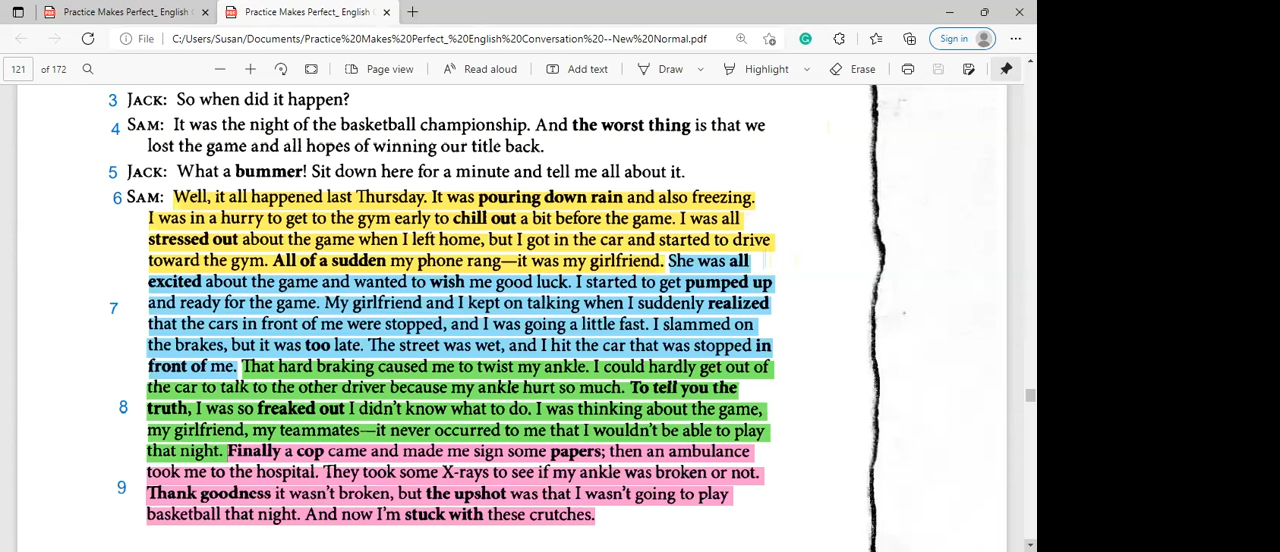 Practice Makes Perfect_ English C
Practice Makes Perfect_ English C
File C:/Users/Susan/Documents/Practice%20Makes%20Perfect_%20English%20Conversation%20--New%20Normal.pdf Sign in
121 of 172 Page view Read aloud Add text Draw Highlight Erase
3 JACK: So when did it happen?
4 SAM: It was the night of the basketball championship. And the worst thing is that we
lost the game and all hopes of winning our title back.
5 JACK: What a bummer! Sit down here for a minute and tell me all about it.
6 SAM: Well, it all happened last Thursday. It was pouring down rain and also freezing.
I was in a hurry to get to the gym early to chill out a bit before the game. I was all
stressed out about the game when I left home, but I got in the car and started to drive
toward the gym. All of a sudden my phone rang—it was my girlfriend. She was all
excited about the game and wanted to wish me good luck. I started to get pumped up
7 and ready for the game. My girlfriend and I kept on talking when I suddenly realized
that the cars in front of me were stopped, and I was going a little fast. I slammed on
the brakes, but it was too late. The street was wet, and I hit the car that was stopped in
front of me. That hard braking caused me to twist my ankle. I could hardly get out of
the car to talk to the other driver because my ankle hurt so much. To tell you the
8 truth, I was so freaked out I didn't know what to do. I was thinking about the game,
my girlfriend, my teammates—it never occurred to me that I wouldn't be able to play
that night. Finally a cop came and made me sign some papers; then an ambulance
took me to the hospital. They took some X-rays to see if my ankle was broken or not.
9 Thank goodness it wasn't broken, but the upshot was that I wasn't going to play
basketball that night. And now I'm stuck with these crutches.